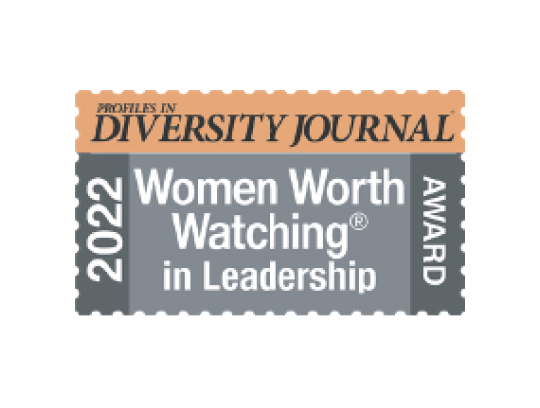 PROFILES IN
DIVERSITY JOURNAL
2022
Women Worth
Watching®
in Leadership
AWARD